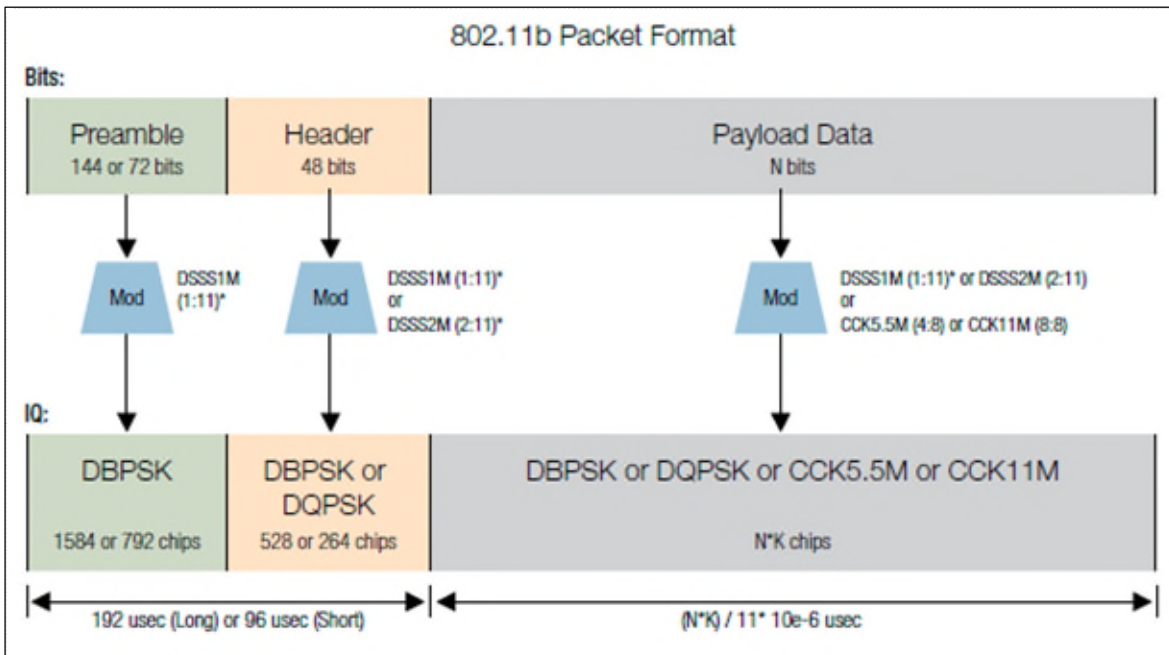 802.11b Packet Format
Bits:
Preamble
144 or 72 bits
Header
48 bits
Payload Data
N bits
Mod
DSSS1M
(1:11)*
Mod
DSSS1M (1:11)*
or
DSSS2M (2:11)*
Mod
DSSS1M (1:11)* or DSSS2M (2:11)
or
CCK5.5M (4:8) or CCK11M (8:8)
IQ:
DBPSK
1584 or 792 chips
DBPSK or
DQPSK
528 or 264 chips
DBPSK or DQPSK or CCK5.5M or CCK11M
N*K chips
192 usec (Long) or 96 usec (Short)
(N*K) / 11* 10e-6 usec